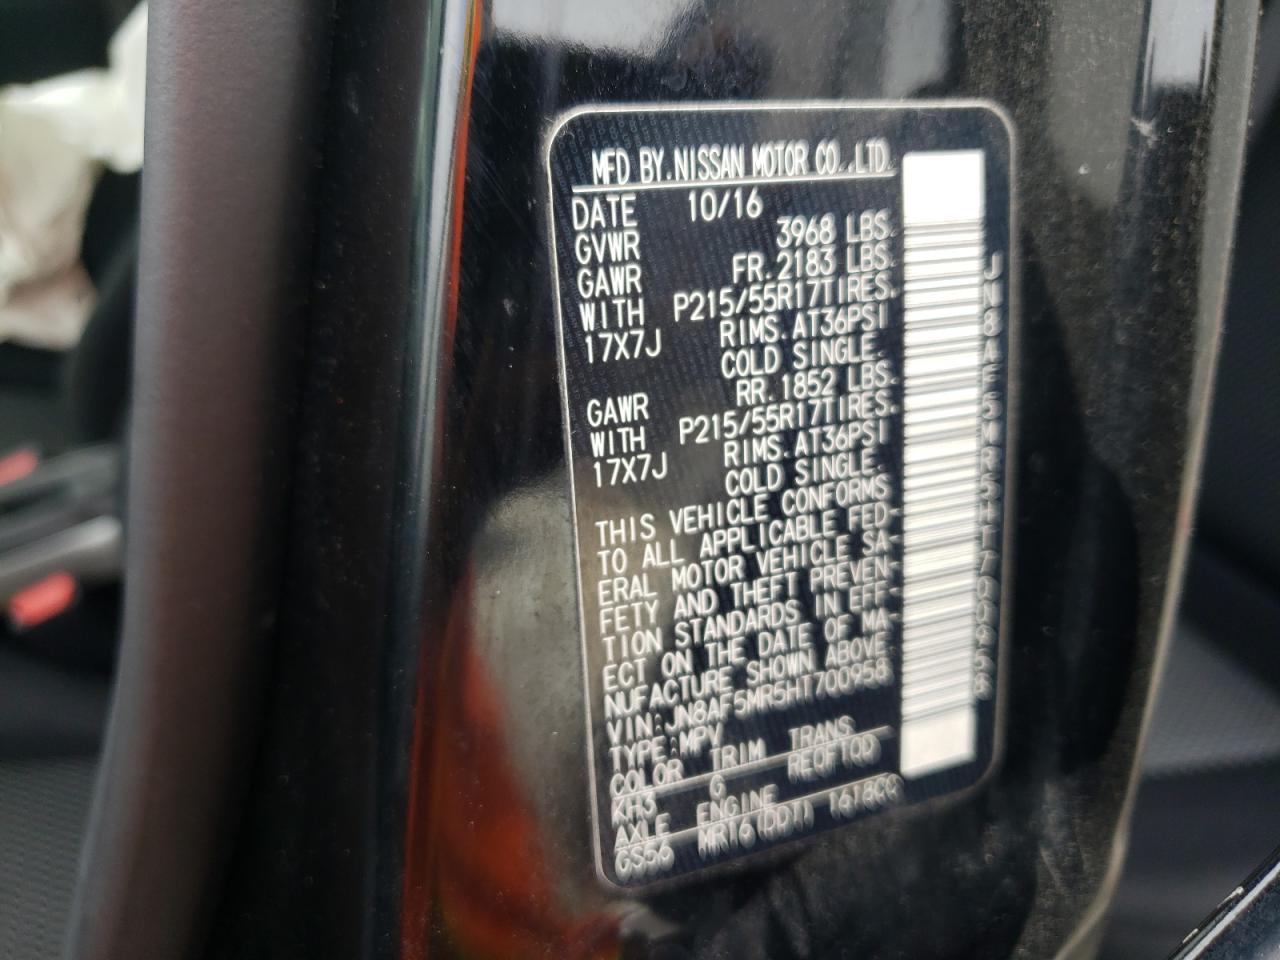 MFD BY.NISSAN MOTOR CO.,LTD.
DATE 10/16
GVWR 3968 LBS.
GAWR FR.2183 LBS.
WITH P215/55R17TIRES.
17X7J RIMS.AT36PSI
COLD SINGLE.
GAWR RR.1852 LBS.
WITH P215/55R17TIRES.
17X7J RIMS.AT36PSI
COLD SINGLE.
THIS VEHICLE CONFORMS
TO ALL APPLICABLE FED-
ERAL MOTOR VEHICLE SA-
FETY AND THEFT PREVEN-
TION STANDARDS IN EFF-
ECT ON THE DATE OF MA-
NUFACTURE SHOWN ABOVE
VIN:JN8AF5MR5HT700958
TYPE:MPV
COLOR TRIM TRANS
KH3 G RE0F10D
AXLE ENGINE
GS56 MR16(DDT) 1618CC
JN8AF5MR5HT700958